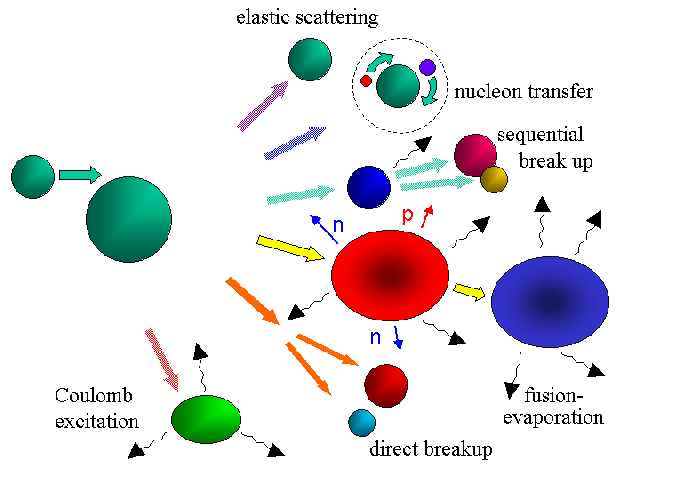 elastic scattering
nucleon transfer
sequential
break up
n
p
n
Coulomb
excitation
fusion-
evaporation
direct breakup